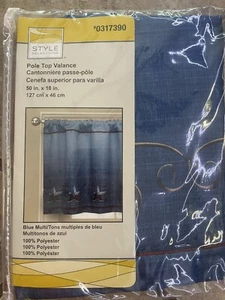 STYLE
*0317390
Pole Top Valance
Cantonnière passe-pôle
Cenefa superior para varilla
50 in. x 18 in.
127 cm x 46 cm
Blue Multi/Tons multiples de bleu
Multitonos de azul
100% Polyester
100% Polyester
100% Poliéster